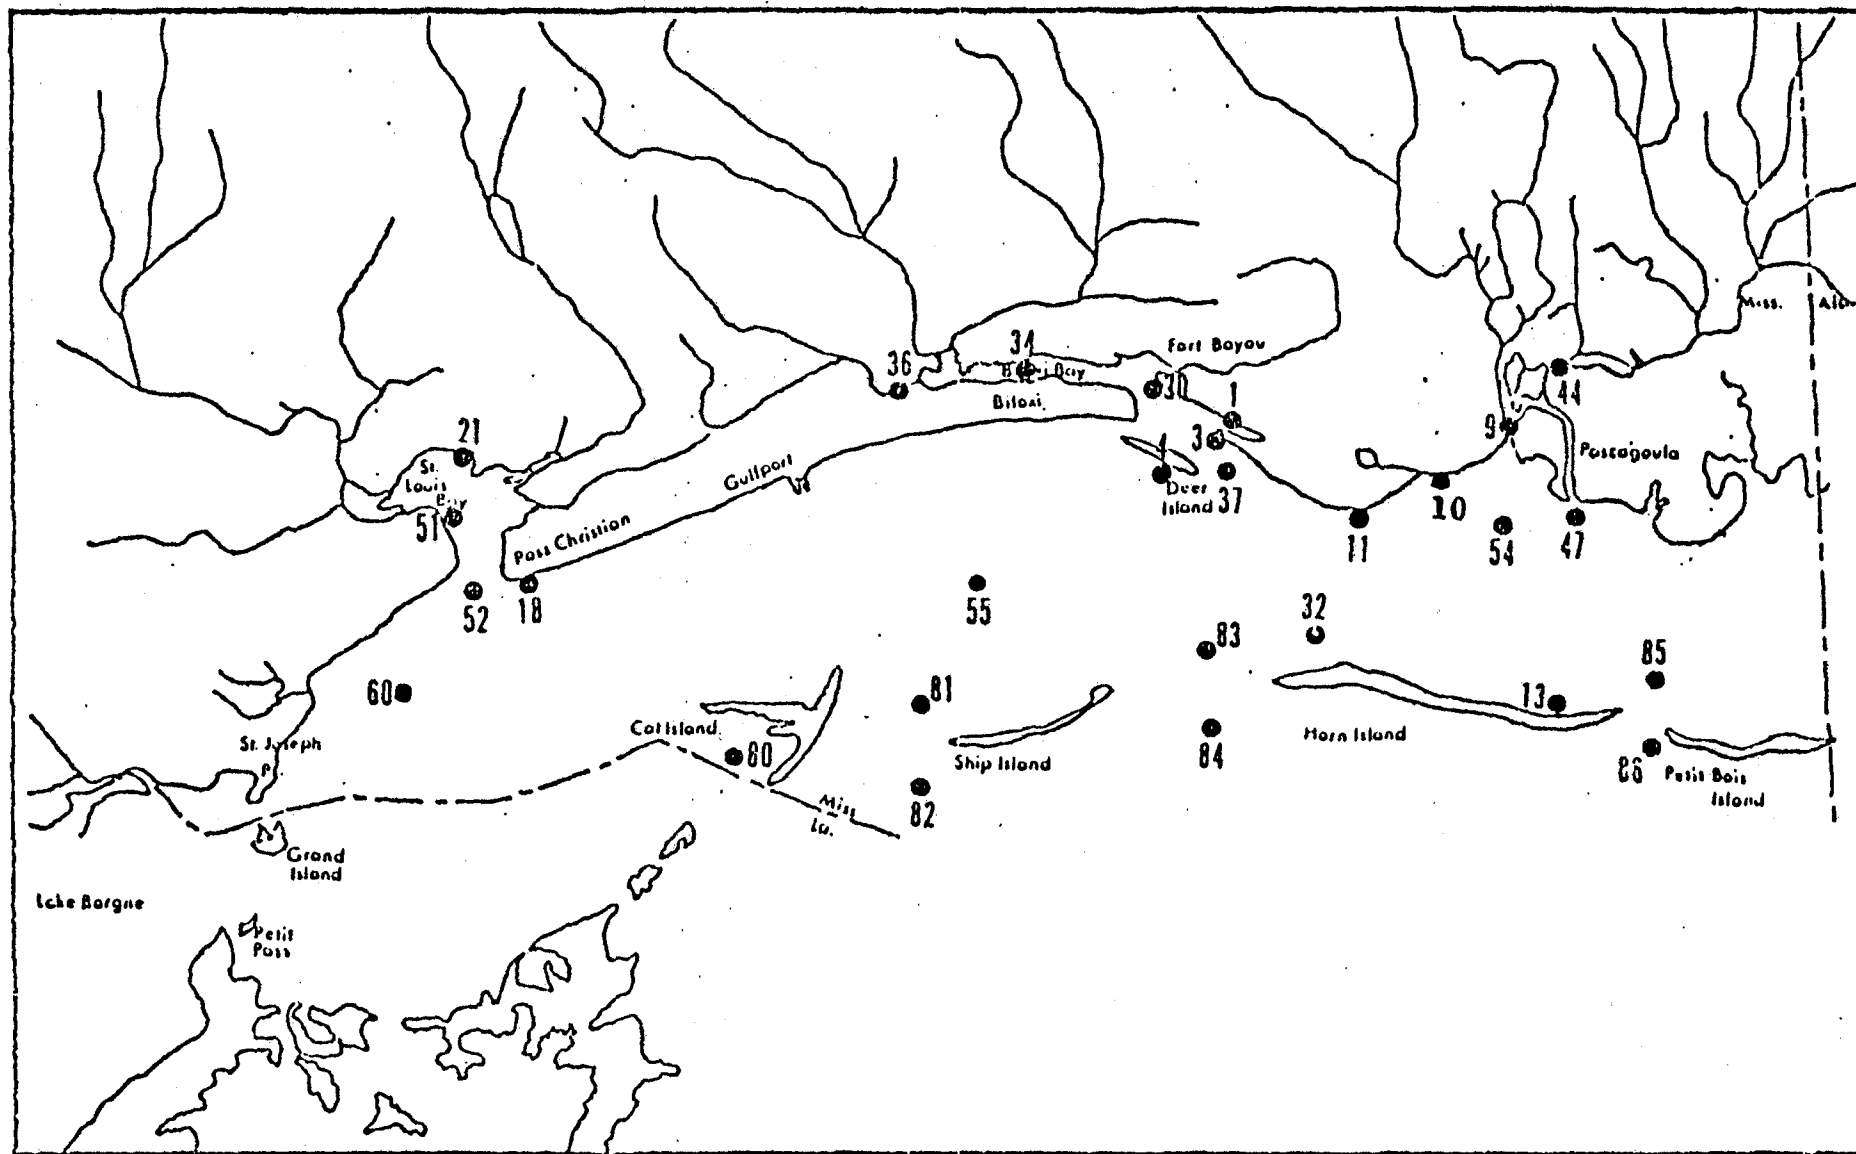 Miss.
34
Fort Bayou
36
Bay
30
44
1
Biloxi
9
3
21
Pascagoula
St.
Louis
Bay
Gulfport
Deer
Island
37
10
51
Pass Christian
11
54
47
52
18
55
32
83
85
60
81
13
Cat Island
St. Joseph
P.
80
Ship Island
84
Horn Island
86
Petit Bois
Island
82
Miss
La.
Grand
Island
Lake Borgne
Petit
Pass